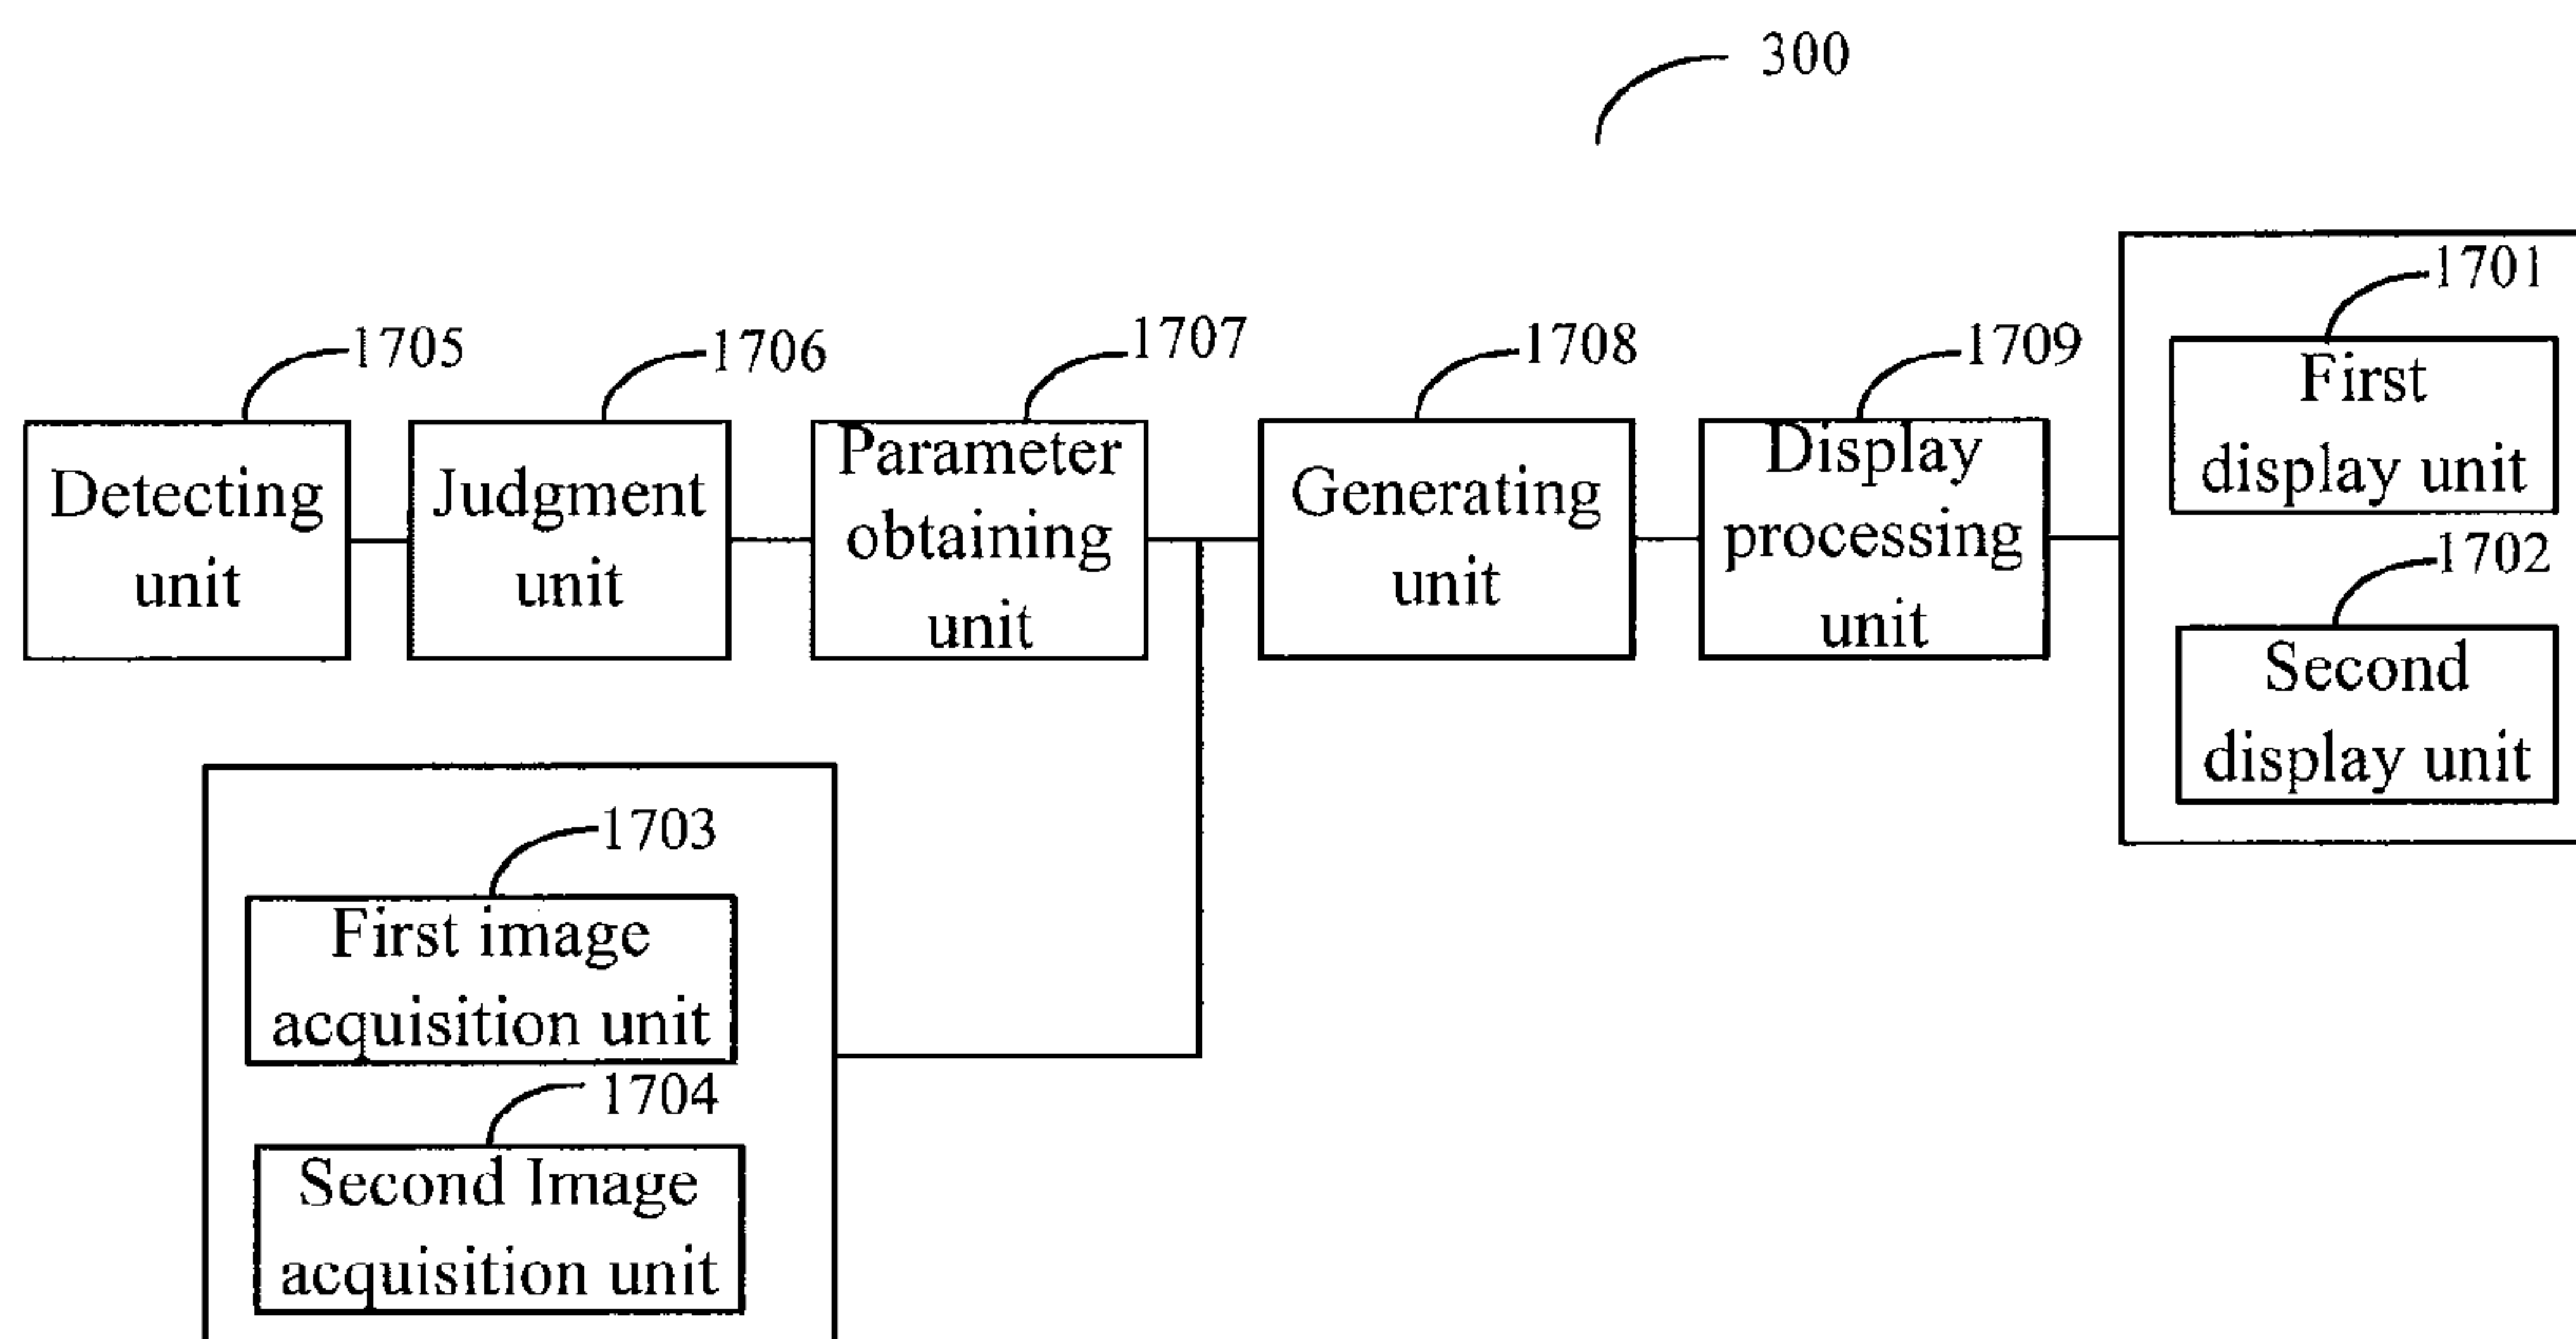 300
1705
Detecting
unit
1706
Judgment
unit
1707
Parameter
obtaining
unit
1708
Generating
unit
1709
Display
processing
unit
1701
First
display unit
1702
Second
display unit
1703
First image
acquisition unit
1704
Second Image
acquisition unit